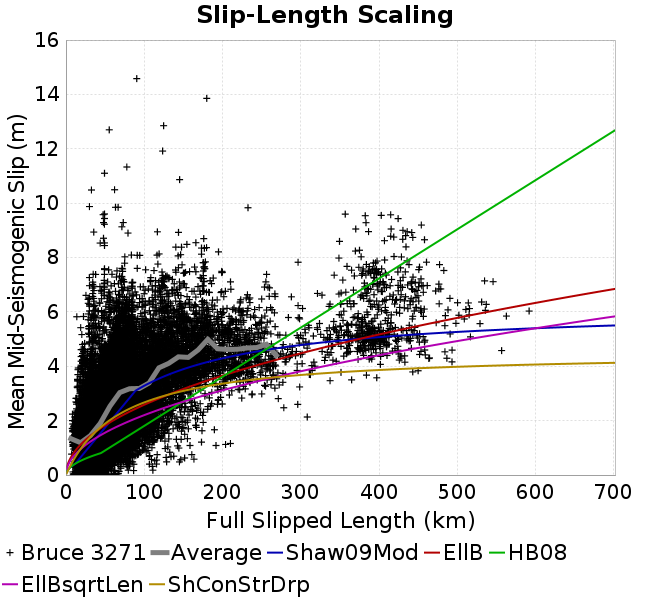 Slip-Length Scaling
Mean Mid-Seismogenic Slip (m)
16
14
12
10
8
6
4
2
0
0 100 200 300 400 500 600 700
Full Slipped Length (km)
Bruce 3271 Average Shaw09Mod EllB HB08
EllBsqrtLen ShConStrDrp